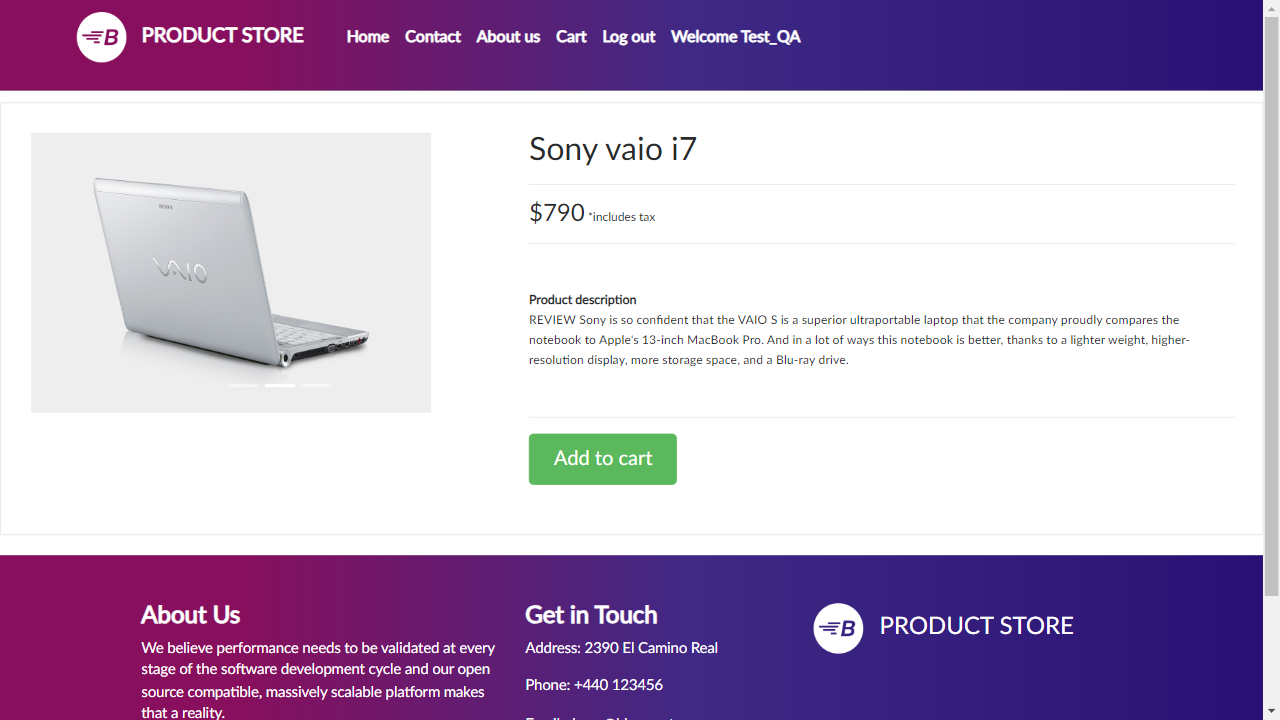 B PRODUCT STORE Home Contact About us Cart Log out Welcome Test_QA
SONY
VAIO
Sony vaio i7
$790 *includes tax
Product description
REVIEW Sony is so confident that the VAIO S is a superior ultraportable laptop that the company proudly compares the
notebook to Apple's 13-inch MacBook Pro. And in a lot of ways this notebook is better, thanks to a lighter weight, higher-
resolution display, more storage space, and a Blu-ray drive.
Add to cart
About Us
We believe performance needs to be validated at every
stage of the software development cycle and our open
source compatible, massively scalable platform makes
that a reality.
Get in Touch
Address: 2390 El Camino Real
Phone: +440 123456
B PRODUCT STORE